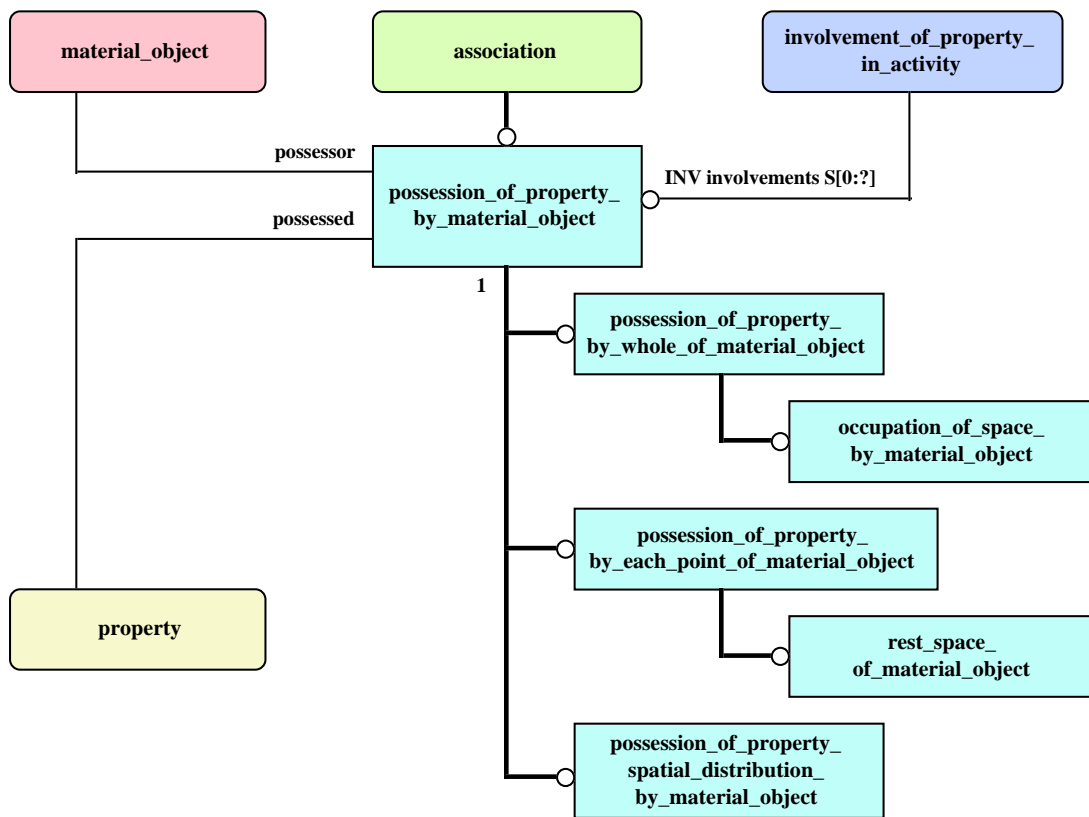 material_object
association
involvement_of_property_
in_activity
possessor
possession_of_property_
by_material_object
INV involvements S[0:?]
possessed
1
possession_of_property_
by_whole_of_material_object
occupation_of_space_
by_material_object
possession_of_property_
by_each_point_of_material_object
property
rest_space_
of_material_object
possession_of_property_
spatial_distribution_
by_material_object